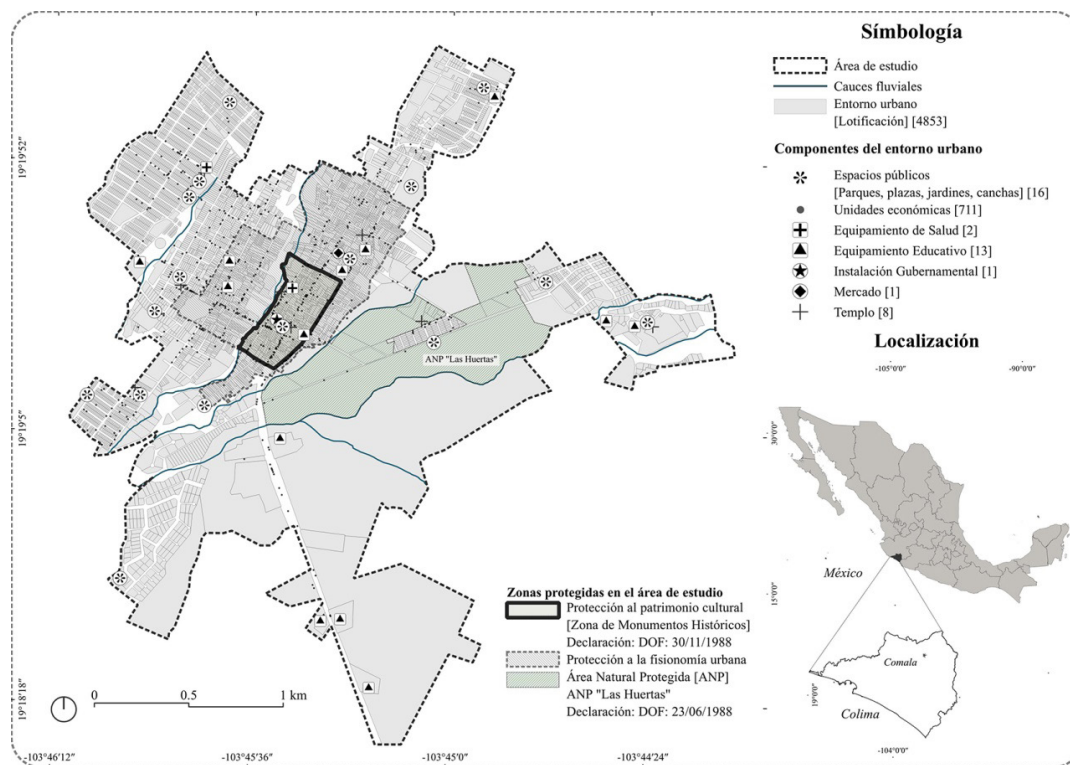 Símbología
Área de estudio
Cauces fluviales
Entorno urbano
[Lotificación] [4853]
Componentes del entorno urbano
Espacios públicos
[Parques, plazas, jardines, canchas] [16]
Unidades económicas [711]
Equipamiento de Salud [2]
Equipamiento Educativo [13]
Instalación Gubernamental [1]
Mercado [1]
Templo [8]
Localización
-105°0'0"
-90°0'0"
30°0'0"
15°0'0"
México
Comala
19°0'0"
Colima
-104°0'0"
19°19'52"
19°19'5"
19°18'18"
ANP "Las Huertas"
Zonas protegidas en el área de estudio
Protección al patrimonio cultural
[Zona de Monumentos Históricos]
Declaración: DOF: 30/11/1988
Protección a la fisionomía urbana
Área Natural Protegida [ANP]
ANP "Las Huertas"
Declaración: DOF: 23/06/1988
0 0.5 1 km
-103°46'12"
-103°45'36"
-103°45'0"
-103°44'24"